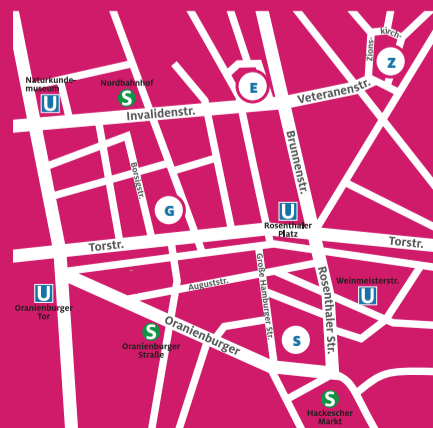 Zions-
kirch-
Z
Naturkunde-
museum
U
Nordbahnhof
S
E
Veteranenstr.
Invalidenstr.
Brunnenstr.
Borsigstr.
G
U
Rosenthaler
Platz
Torstr.
Torstr.
Große Hamburger Str.
Rosenthaler Str.
Auguststr.
Weinmeisterstr.
U
U
Oranienburger
Tor
Oranienburger
S
Oranienburger
Straße
S
S
Hackescher
Markt